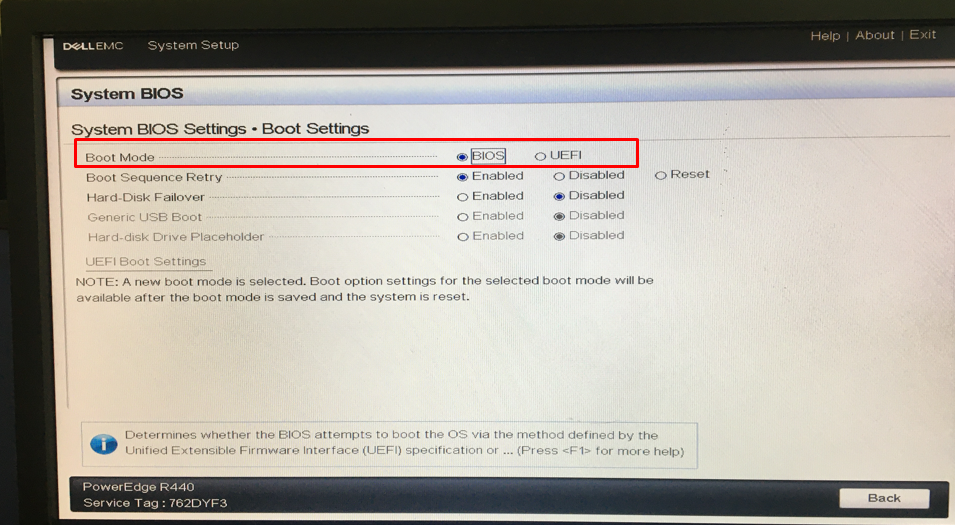 DELLEMC System Setup
Help | About | Exit
System BIOS
System BIOS Settings • Boot Settings
Boot Mode BIOS UEFI
Boot Sequence Retry Enabled Disabled Reset
Hard-Disk Failover Enabled Disabled
Generic USB Boot Enabled Disabled
Hard-disk Drive Placeholder Enabled Disabled
UEFI Boot Settings
NOTE: A new boot mode is selected. Boot option settings for the selected boot mode will be
available after the boot mode is saved and the system is reset.
Determines whether the BIOS attempts to boot the OS via the method defined by the
Unified Extensible Firmware Interface (UEFI) specification or ... (Press <F1> for more help)
PowerEdge R440
Service Tag : 762DYF3
Back